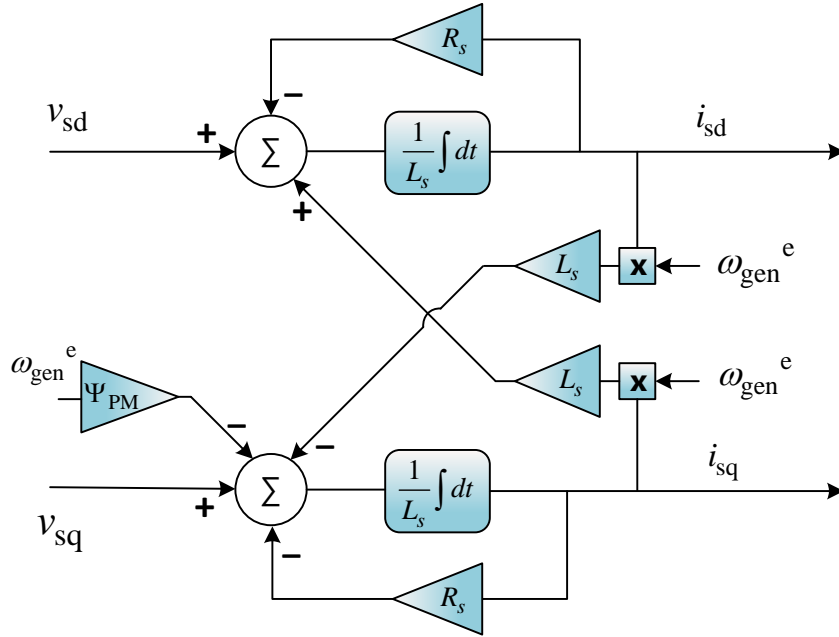 R_s
−
v_sd
+
Σ
1/L_s ∫ dt
i_sd
+
L_s
x
ω_gen^e
ω_gen^e
Ψ_PM
L_s
x
ω_gen^e
−
−
v_sq
+
Σ
1/L_s ∫ dt
i_sq
−
R_s